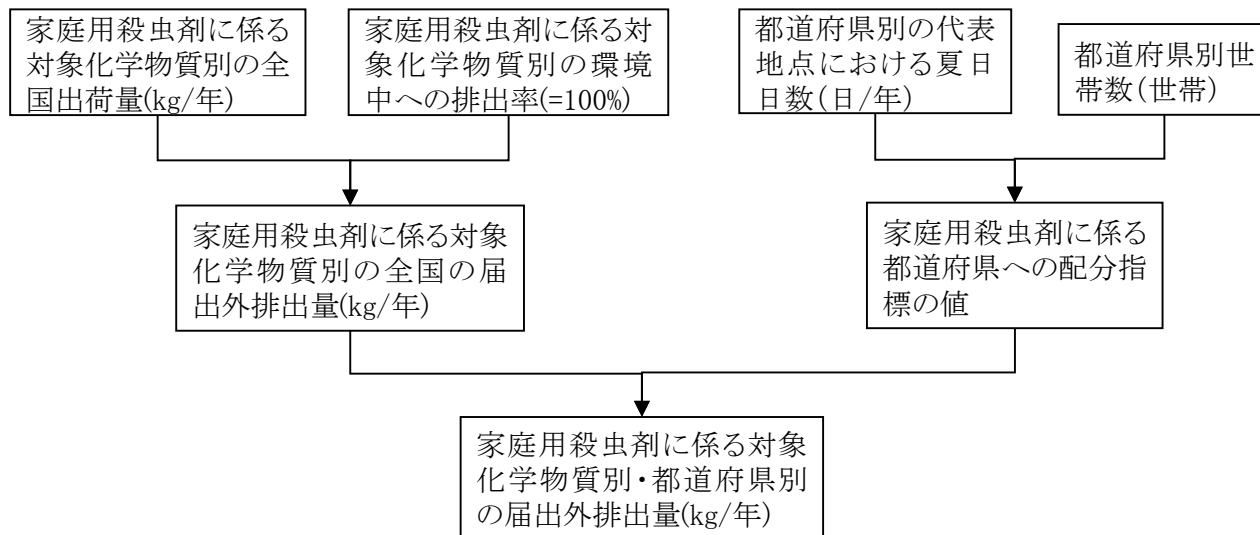 家庭用殺虫剤に係る
対象化学物質別の全
国出荷量(kg/年)
家庭用殺虫剤に係る対
象化学物質別の環境
中への排出率(=100%)
都道府県別の代表
地点における夏日
日数(日/年)
都道府県別世
帯数(世帯)
家庭用殺虫剤に係る対象
化学物質別の全国の届
出外排出量(kg/年)
家庭用殺虫剤に係る
都道府県への配分指
標の値
家庭用殺虫剤に係る対象
化学物質別・都道府県別
の届出外排出量(kg/年)